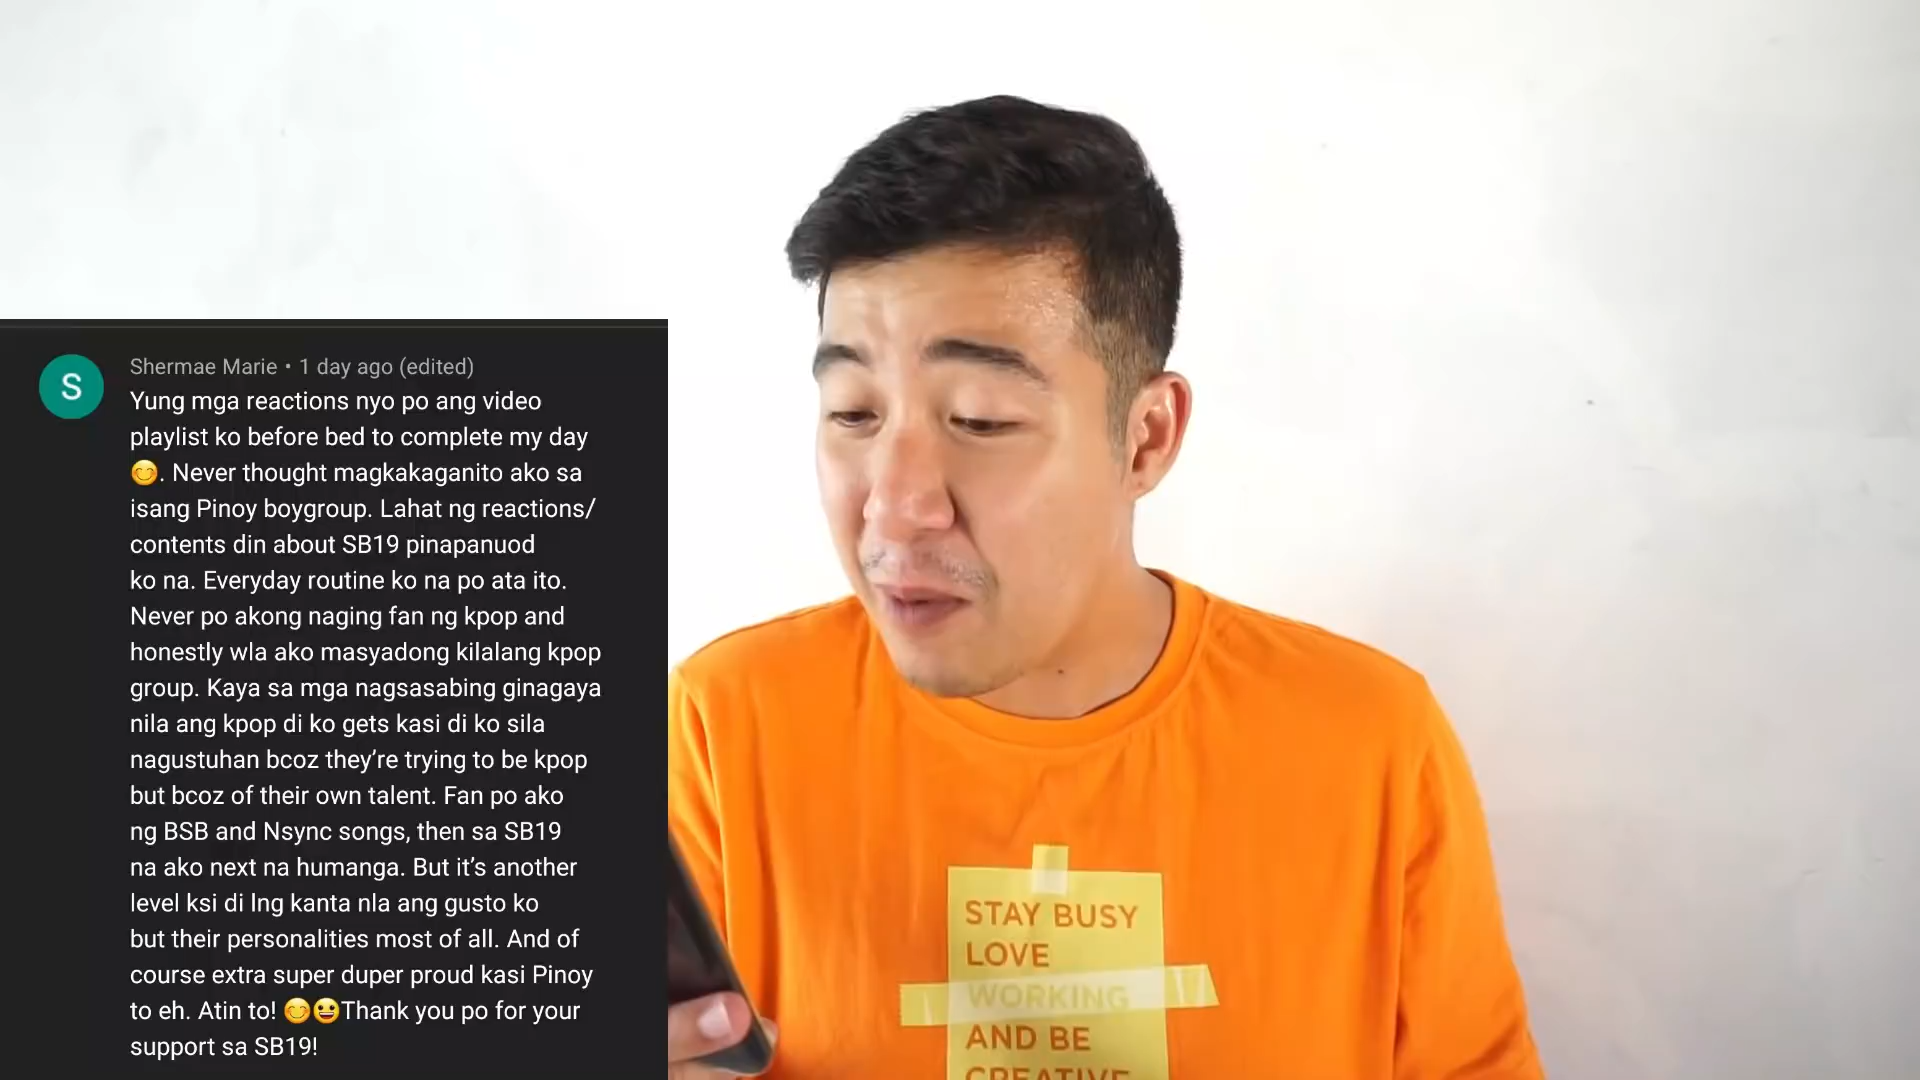 S
Shermae Marie • 1 day ago (edited)
Yung mga reactions nyo po ang video
playlist ko before bed to complete my day
😊. Never thought magkakaganito ako sa
isang Pinoy boygroup. Lahat ng reactions/
contents din about SB19 pinapanuod
ko na. Everyday routine ko na po ata ito.
Never po akong naging fan ng kpop and
honestly wla ako masyadong kilalang kpop
group. Kaya sa mga nagsasabing ginagaya
nila ang kpop di ko gets kasi di ko sila
nagustuhan bcoz they’re trying to be kpop
but bcoz of their own talent. Fan po ako
ng BSB and Nsync songs, then sa SB19
na ako next na humanga. But it’s another
level ksi di lng kanta nla ang gusto ko
but their personalities most of all. And of
course extra super duper proud kasi Pinoy
to eh. Atin to! 😊😀Thank you po for your
support sa SB19!
STAY BUSY
LOVE
WORKING
AND BE
CREATIVE